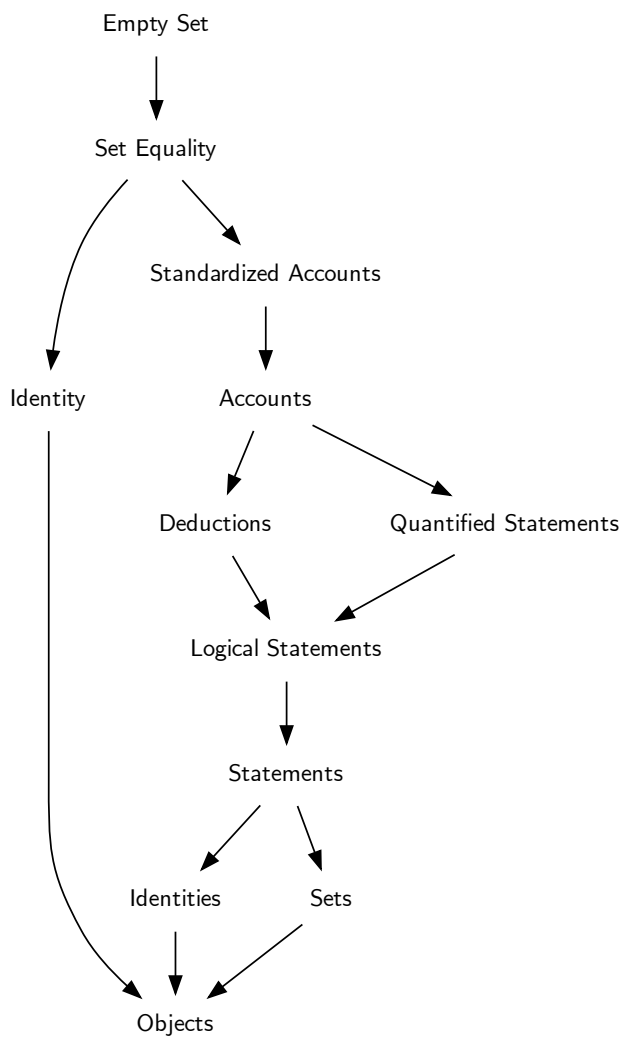 Empty Set
Set Equality
Standardized Accounts
Identity
Accounts
Deductions
Quantified Statements
Logical Statements
Statements
Identities
Sets
Objects